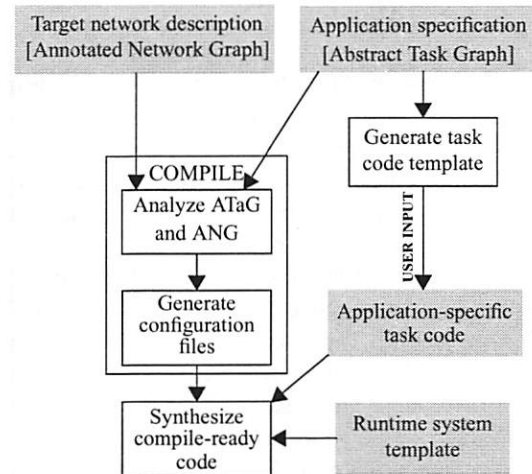 Target network description
[Annotated Network Graph]
Application specification
[Abstract Task Graph]
Generate task
code template
COMPILE
Analyze ATaG
and ANG
USER INPUT
Generate
configuration
files
Application-specific
task code
Synthesize
compile-ready
code
Runtime system
template